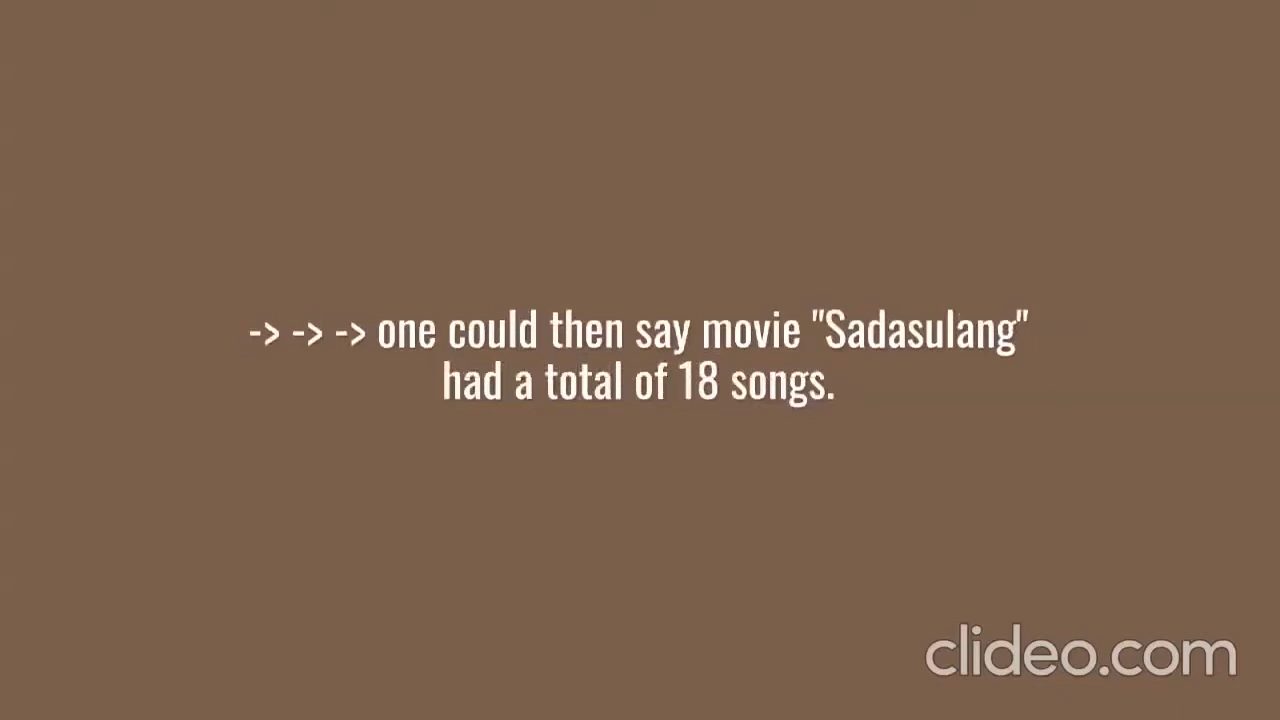 -> -> -> one could then say movie "Sadasulang"
had a total of 18 songs.
clideo.com